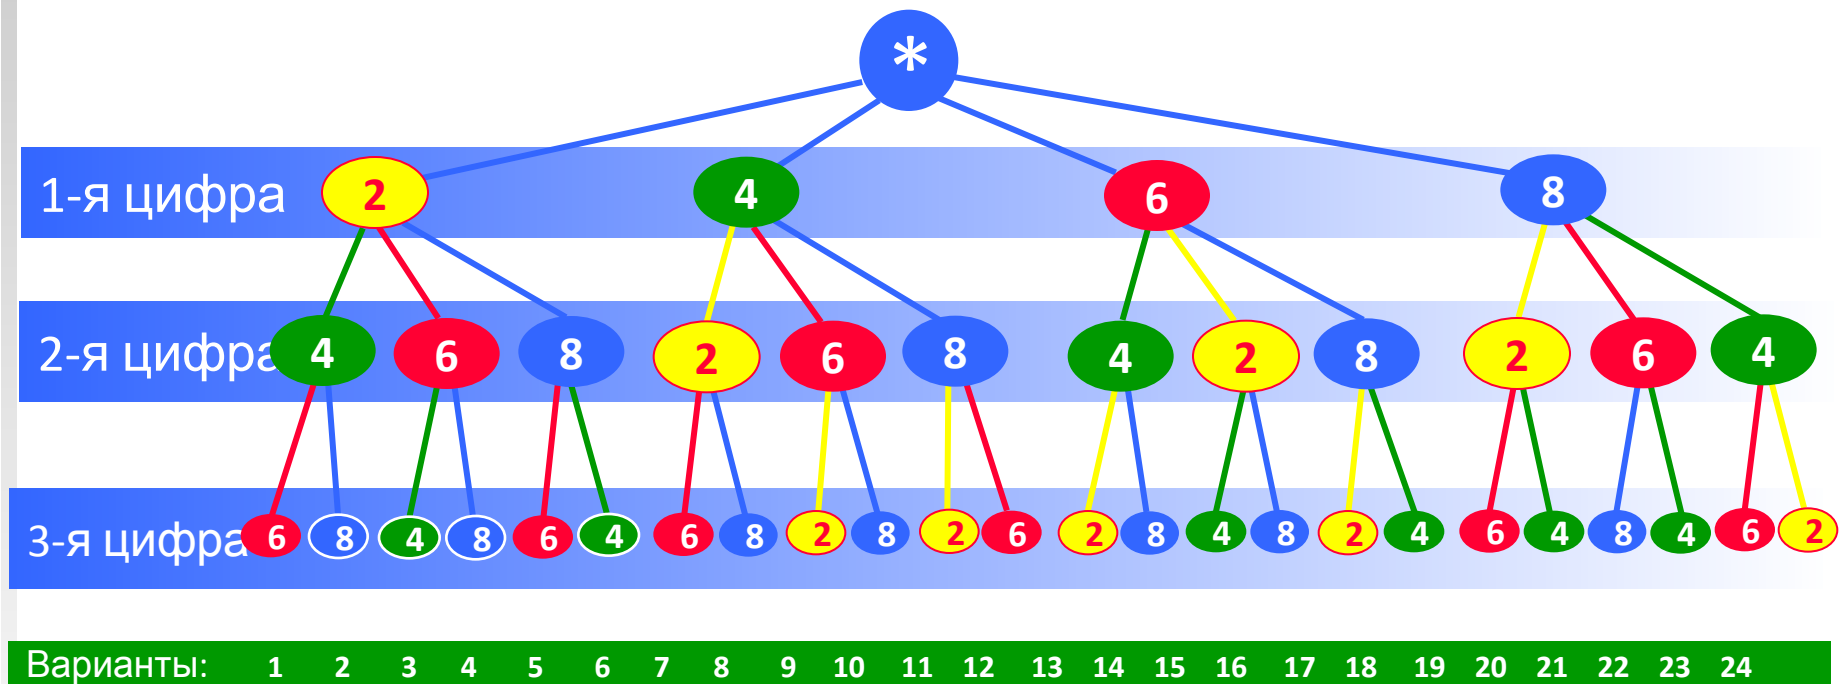 *
1-я цифра 2 4 6 8
2-я цифра 4 6 8 2 6 8 4 2 8 2 6 4
3-я цифра 6 8 4 8 6 4 6 8 2 8 2 6 2 8 4 8 2 4 6 4 8 4 6 2
Варианты: 1 2 3 4 5 6 7 8 9 10 11 12 13 14 15 16 17 18 19 20 21 22 23 24